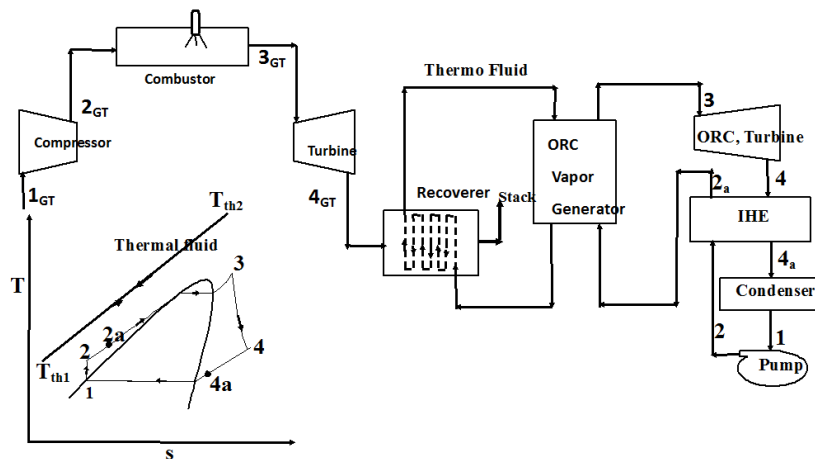 Combustor
3GT
2GT
Compressor
1GT
Turbine
4GT
Thermo Fluid
Recoverer
Stack
ORC
Vapor
Generator
3
ORC, Turbine
4
2a
IHE
4a
Condenser
2
1
Pump
Tth2
Thermal fluid
T
3
2a
2
4
Tth1
4a
1
s